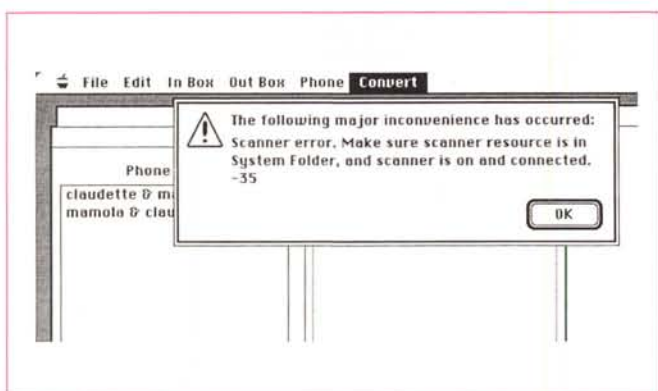 File Edit In Box Out Box Phone Convert
The following major inconvenience has occurred:
Scanner error. Make sure scanner resource is in
System Folder, and scanner is on and connected.
-35
OK
Phone
claudette &
mamola &